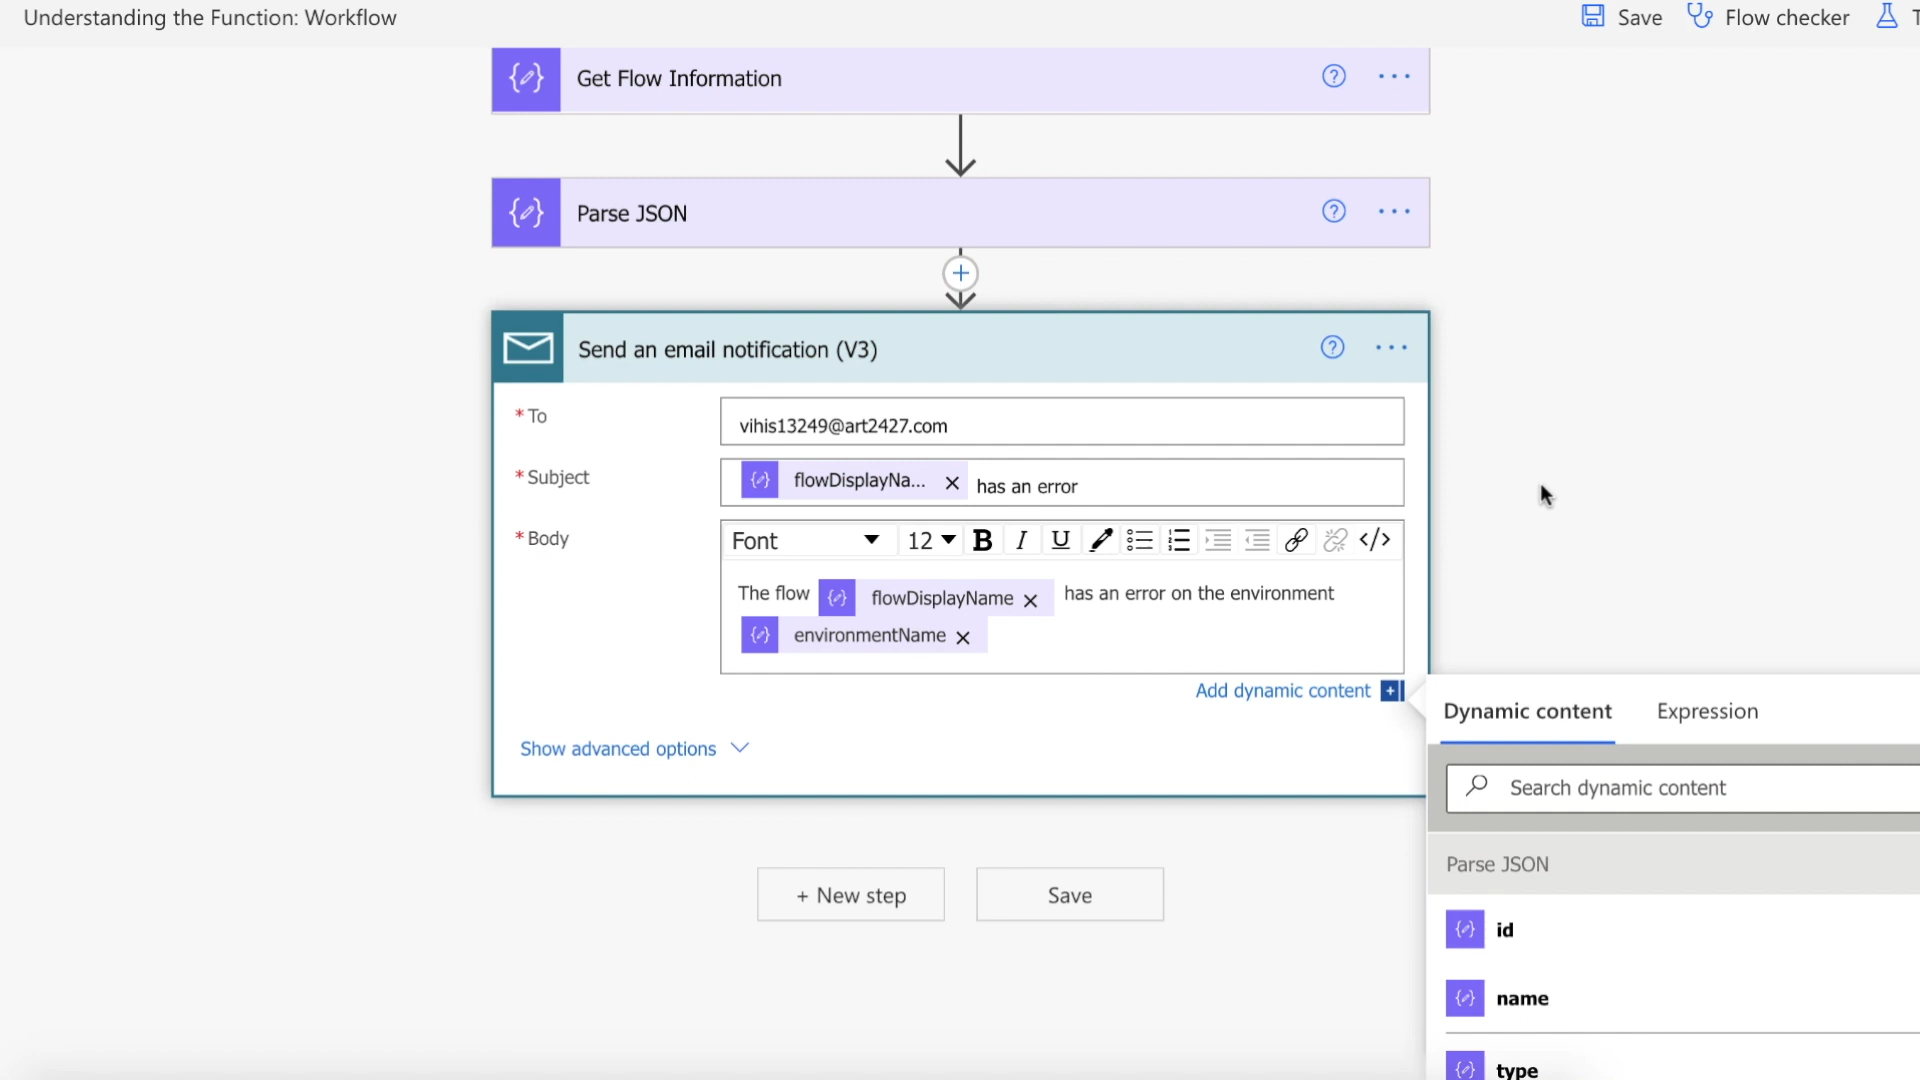 Understanding the Function: Workflow
Save
Flow checker
Get Flow Information
Parse JSON
Send an email notification (V3)
* To
vihis13249@art2427.com
* Subject
flowDisplayNa... × has an error
* Body
Font
12
B I U
The flow flowDisplayName × has an error on the environment
environmentName ×
Add dynamic content
Show advanced options
Dynamic content
Expression
Search dynamic content
Parse JSON
id
name
type
+ New step
Save